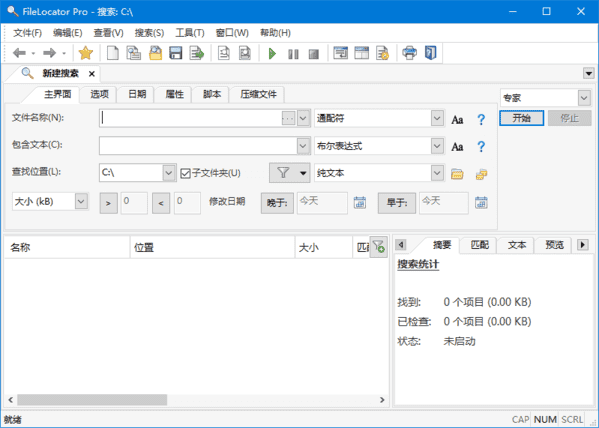 FileLocator Pro - 搜索: C:\
文件(F) 编辑(E) 查看(V) 搜索(S) 工具(T) 窗口(W) 帮助(H)
新建搜索
主界面 选项 日期 属性 脚本 压缩文件
专家
文件名称(N): 通配符 Aa ?
开始 停止
包含文本(C): 布尔表达式 Aa ?
查找位置(L): C:\ 子文件夹(U) 纯文本
大小 (kB) > 0 < 0 修改日期 晚于: 今天 早于: 今天
名称 位置 大小
摘要 匹配 文本 预览
搜索统计
找到: 0 个项目 (0.00 KB)
已检查: 0 个项目 (0.00 KB)
状态: 未启动
就绪 CAP NUM SCRL